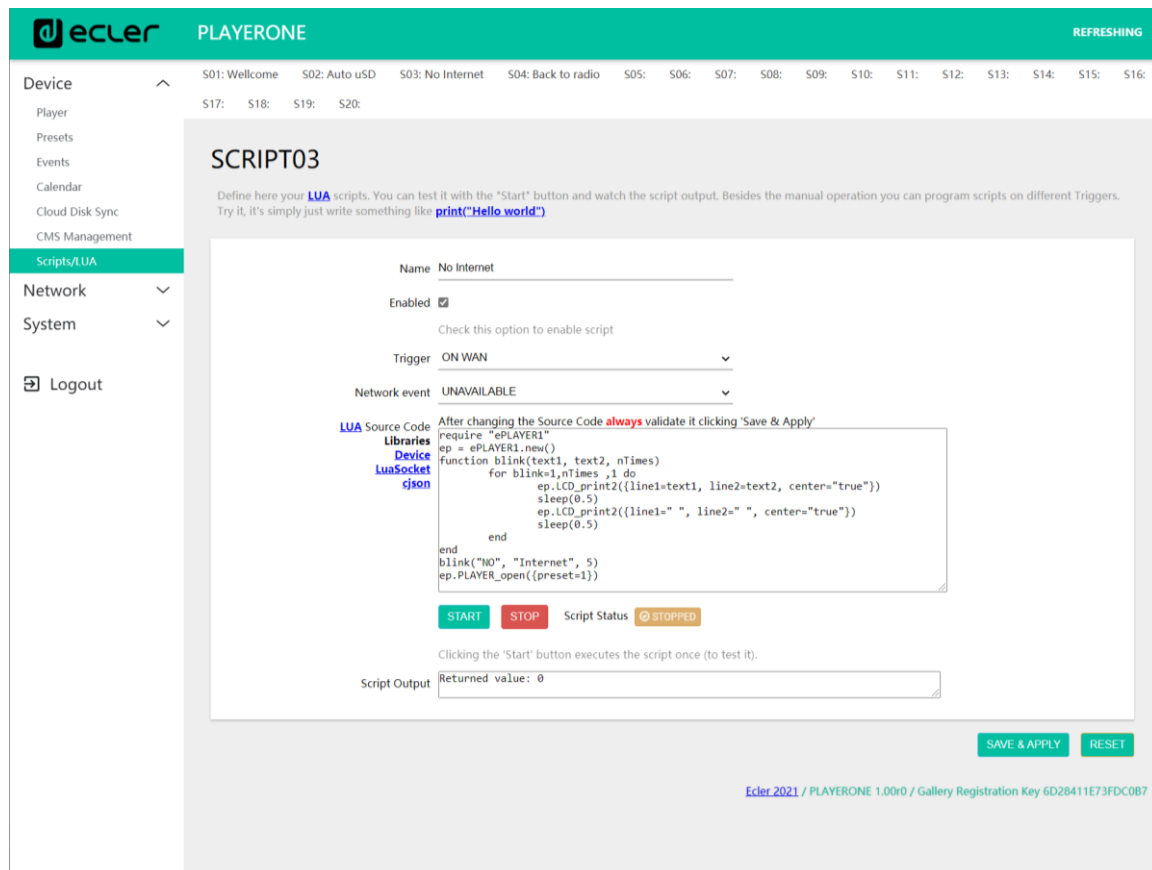 ecler
PLAYERONE
REFRESHING
Device
Player
Presets
Events
Calendar
Cloud Disk Sync
CMS Management
Scripts/LUA
Network
System
Logout
S01: Wellcome S02: Auto uSD S03: No Internet S04: Back to radio S05: S06: S07: S08: S09: S10: S11: S12: S13: S14: S15: S16:
S17: S18: S19: S20:
SCRIPT03
Define here your LUA scripts. You can test it with the "Start" button and watch the script output. Besides the manual operation you can program scripts on different Triggers.
Try it, it's simply just write something like print("Hello world")
Name No Internet
Enabled
Check this option to enable script
Trigger ON WAN
Network event UNAVAILABLE
LUA Source Code
Libraries
Device
LuaSocket
cjson
After changing the Source Code always validate it clicking 'Save & Apply'
require "ePLAYER1"
ep = ePLAYER1.new()
function blink(text1, text2, nTimes)
for blink=1,nTimes ,1 do
ep.LCD_print2({line1=text1, line2=text2, center="true"})
sleep(0.5)
ep.LCD_print2({line1=" ", line2=" ", center="true"})
sleep(0.5)
end
end
blink("NO", "Internet", 5)
ep.PLAYER_open({preset=1})
START STOP Script Status STOPPED
Clicking the 'Start' button executes the script once (to test it).
Script Output Returned value: 0
SAVE & APPLY RESET
Ecler 2021 / PLAYERONE 1.00r0 / Gallery Registration Key 6D28411E73FDC0B7